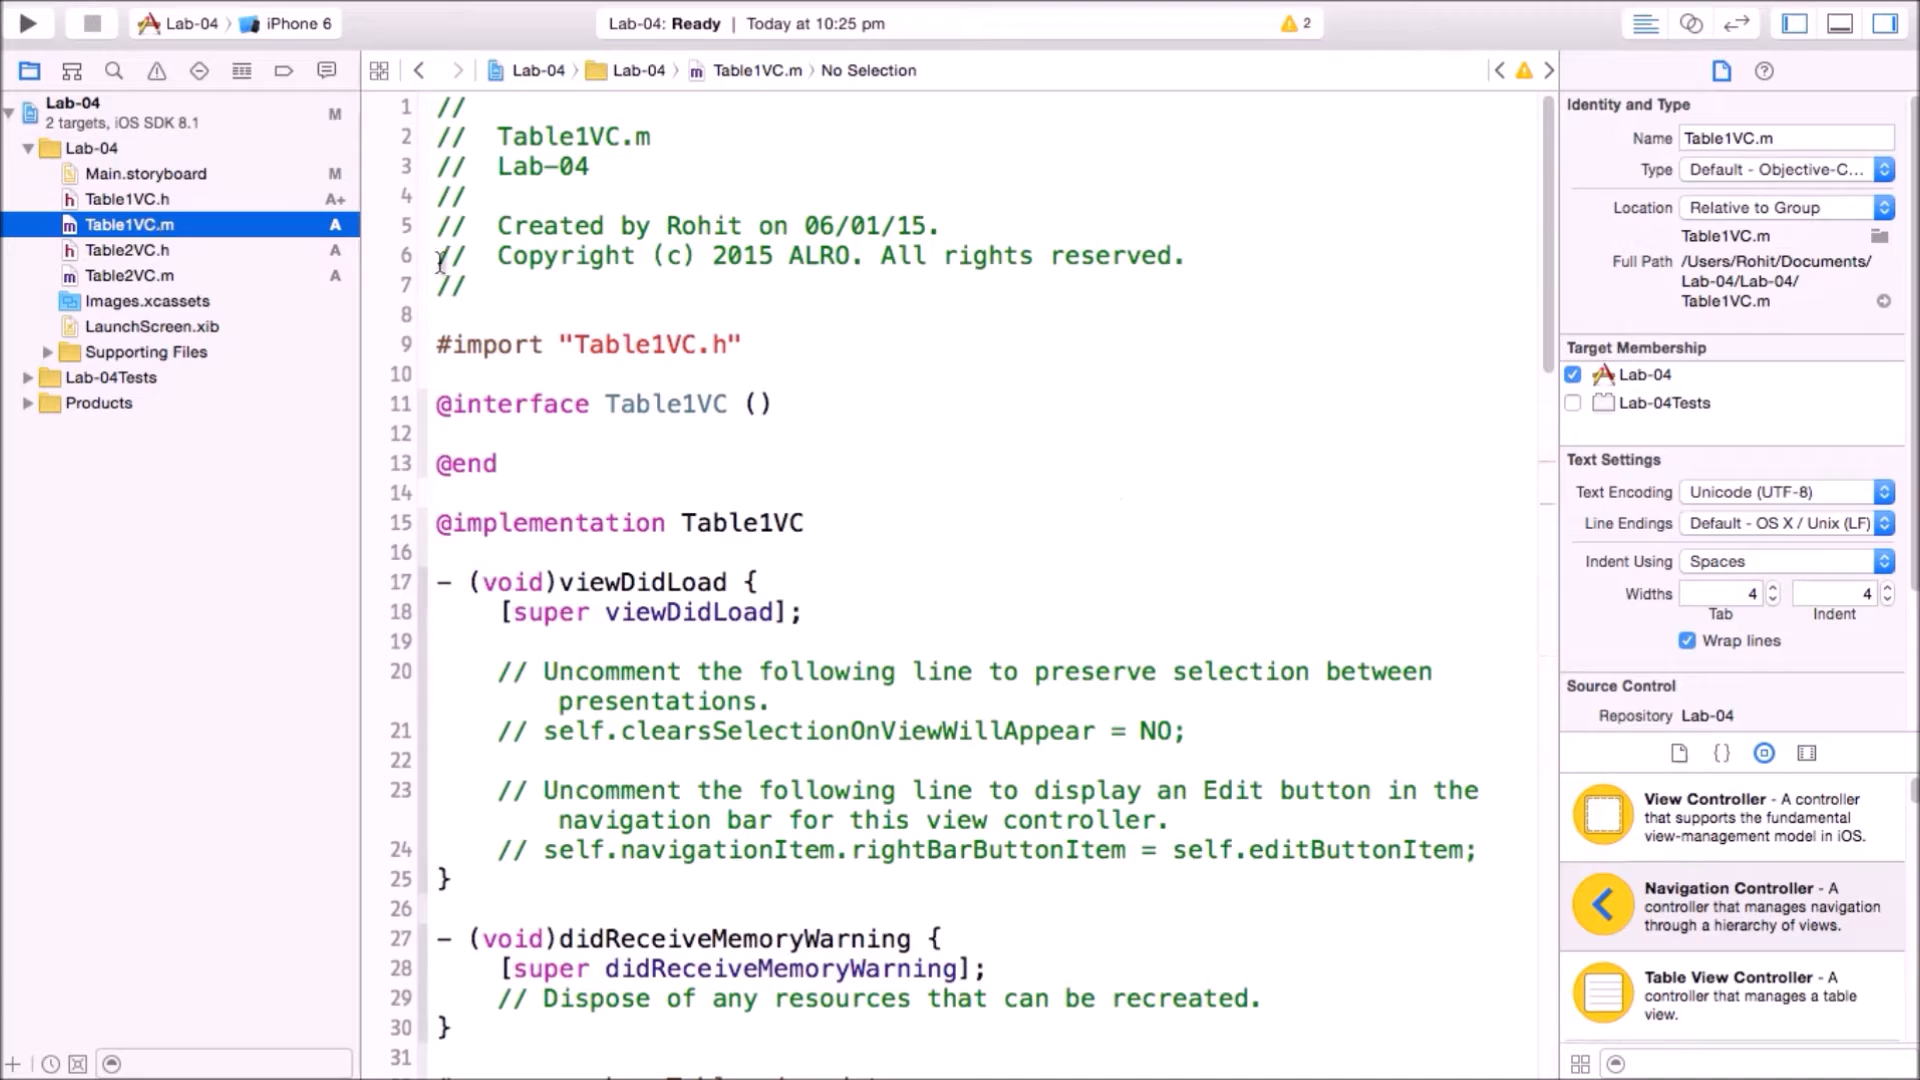 Lab-04 〉 iPhone 6
Lab-04: Ready | Today at 10:25 pm
2
Lab-04
2 targets, iOS SDK 8.1
M
Lab-04
Main.storyboard M
h Table1VC.h A+
m Table1VC.m A
h Table2VC.h A
m Table2VC.m A
Images.xcassets
LaunchScreen.xib
Supporting Files
Lab-04Tests
Products
Lab-04 〉 Lab-04 〉 m Table1VC.m 〉 No Selection
1 //
2 //  Table1VC.m
3 //  Lab-04
4 //
5 //  Created by Rohit on 06/01/15.
6 //  Copyright (c) 2015 ALRO. All rights reserved.
7 //
8
9 #import "Table1VC.h"
10
11 @interface Table1VC ()
12
13 @end
14
15 @implementation Table1VC
16
17 - (void)viewDidLoad {
18     [super viewDidLoad];
19
20     // Uncomment the following line to preserve selection between
presentations.
21     // self.clearsSelectionOnViewWillAppear = NO;
22
23     // Uncomment the following line to display an Edit button in the
navigation bar for this view controller.
24     // self.navigationItem.rightBarButtonItem = self.editButtonItem;
25 }
26
27 - (void)didReceiveMemoryWarning {
28     [super didReceiveMemoryWarning];
29     // Dispose of any resources that can be recreated.
30 }
31
Identity and Type
Name Table1VC.m
Type Default - Objective-C...
Location Relative to Group
Table1VC.m
Full Path /Users/Rohit/Documents/
Lab-04/Lab-04/
Table1VC.m
Target Membership
Lab-04
Lab-04Tests
Text Settings
Text Encoding Unicode (UTF-8)
Line Endings Default - OS X / Unix (LF)
Indent Using Spaces
Widths 4 4
Tab Indent
Wrap lines
Source Control
Repository Lab-04
{}
View Controller - A controller
that supports the fundamental
view-management model in iOS.
Navigation Controller - A
controller that manages navigation
through a hierarchy of views.
Table View Controller - A
controller that manages a table
view.